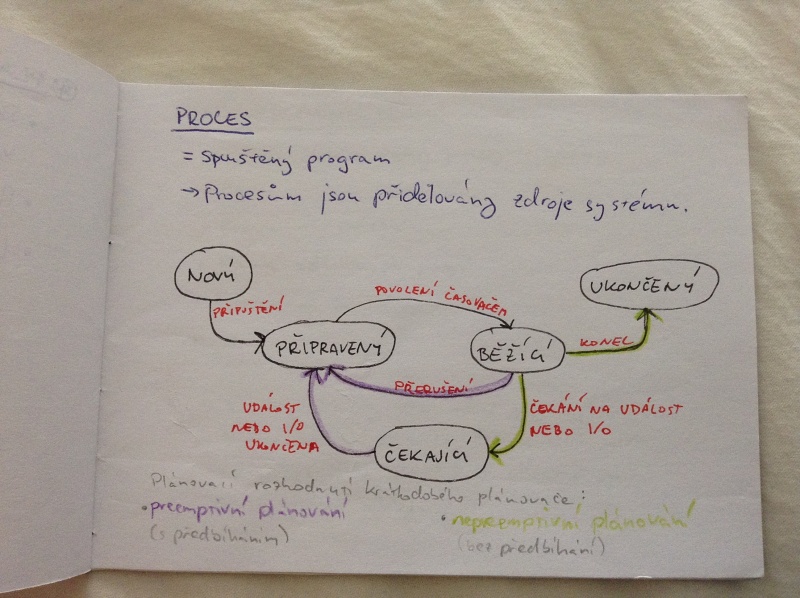 PROCES
= Spuštěný program
→ Procesům jsou přidělovány zdroje systému.
NOVÝ
UKONČENÝ
PŘIPUŠTĚNÍ
POVOLENÍ ČASOVAČEM
PŘIPRAVENÝ
BĚŽÍCÍ
KONEC
PŘERUŠENÍ
UDÁLOST
NEBO I/O
UKONČENA
ČEKÁNÍ NA UDÁLOST
NEBO I/O
ČEKAJÍCÍ
Plánovací rozhodnutí krátkodobého plánovače:
• preemptivní plánování
(s předbíháním)
• nepreemptivní plánování
(bez předbíhání)